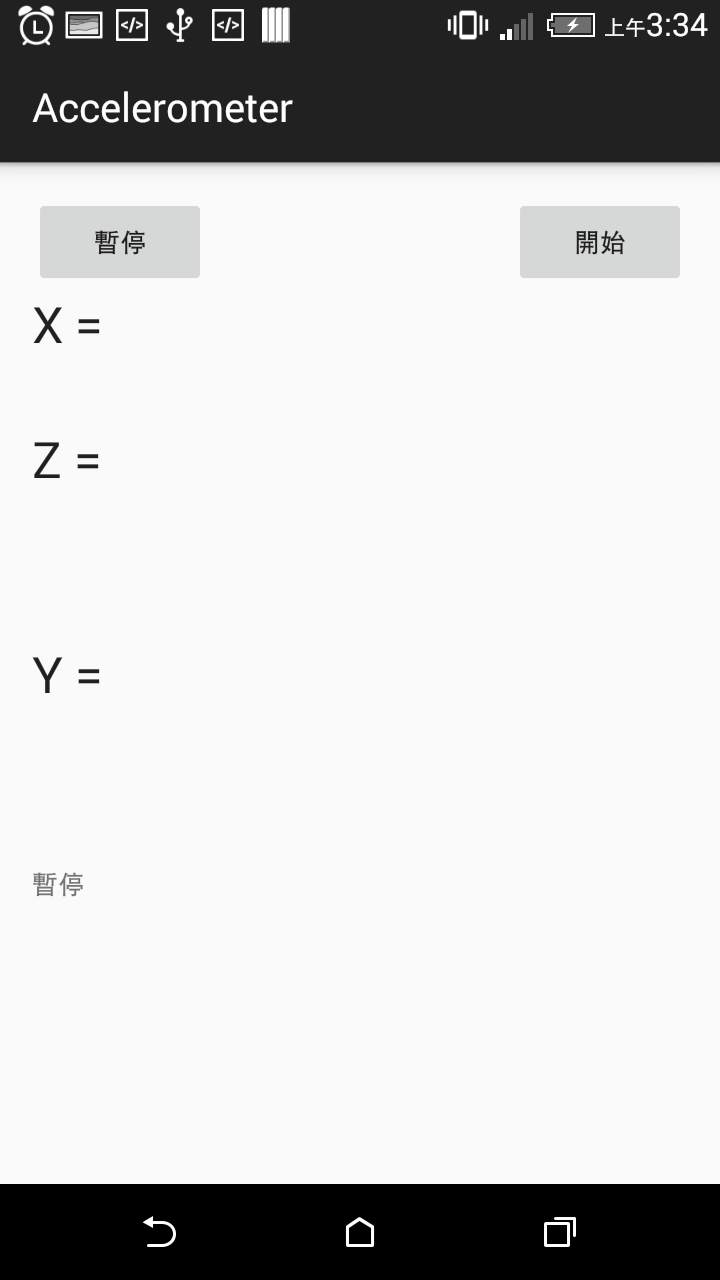 上午3:34
Accelerometer
暫停 開始
X =
Z =
Y =
暫停